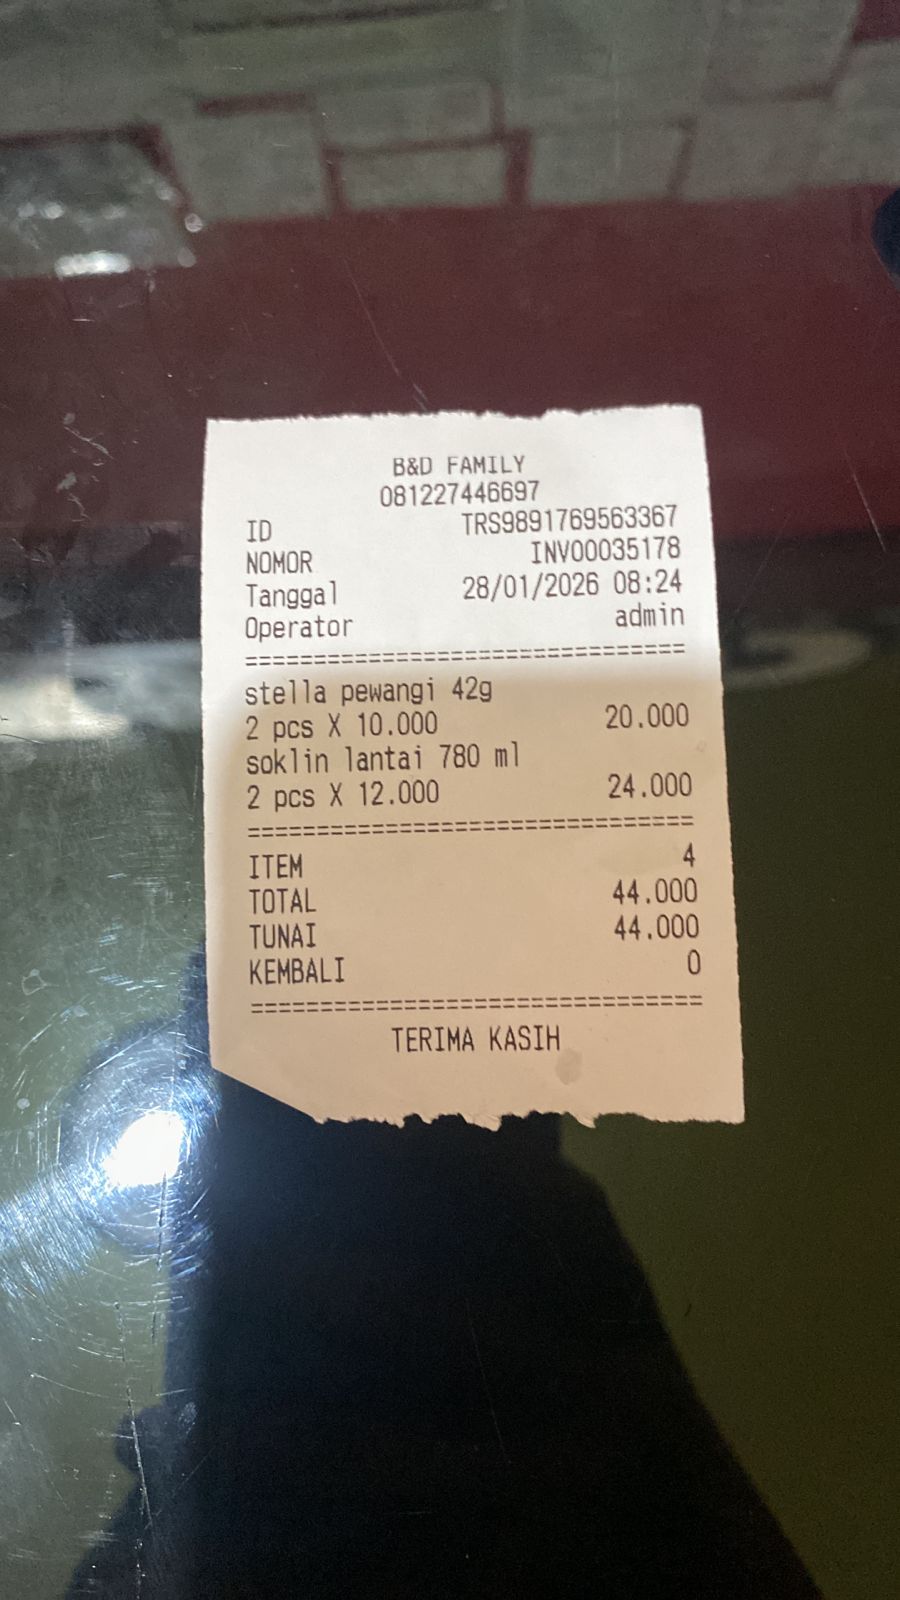 B&D FAMILY
081227446697
ID TRS9891769563367
NOMOR INV00035178
Tanggal 28/01/2026 08:24
Operator admin
================================
stella pewangi 42g
2 pcs X 10.000 20.000
soklin lantai 780 ml
2 pcs X 12.000 24.000
================================
ITEM 4
TOTAL 44.000
TUNAI 44.000
KEMBALI 0
================================
TERIMA KASIH